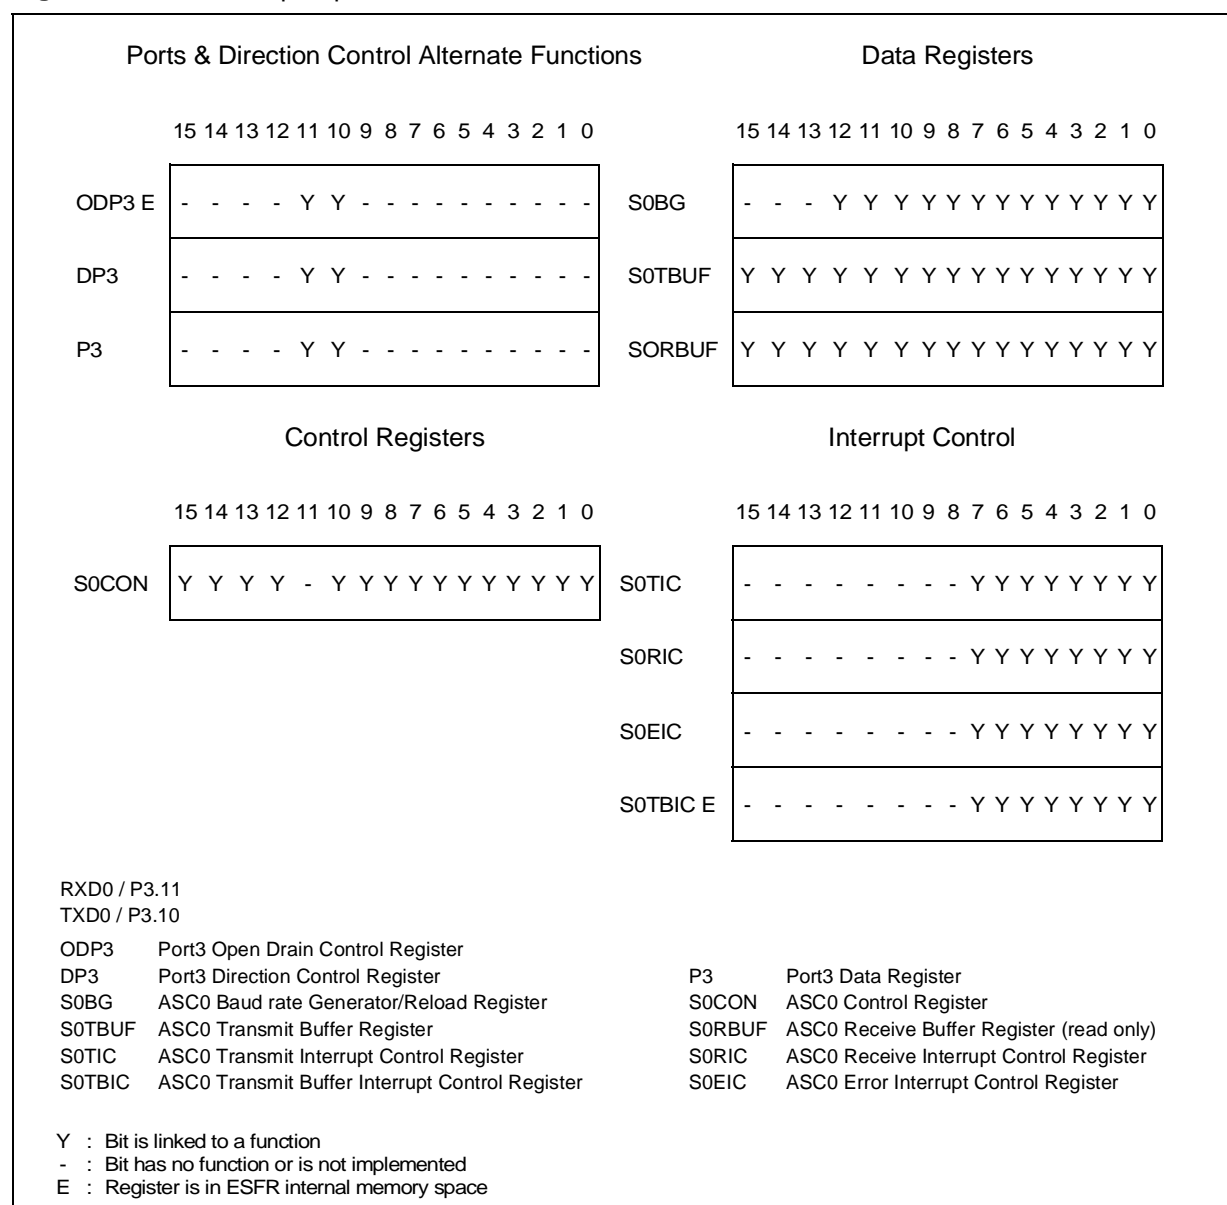 Ports & Direction Control Alternate Functions
15 14 13 12 11 10 9 8 7 6 5 4 3 2 1 0
ODP3 E - - - - Y Y - - - - - - - - - -
DP3 - - - - Y Y - - - - - - - - - -
P3 - - - - Y Y - - - - - - - - - -
Data Registers
15 14 13 12 11 10 9 8 7 6 5 4 3 2 1 0
S0BG - - - Y Y Y Y Y Y Y Y Y Y Y Y Y
S0TBUF Y Y Y Y Y Y Y Y Y Y Y Y Y Y Y Y
SORBUF Y Y Y Y Y Y Y Y Y Y Y Y Y Y Y Y
Control Registers
15 14 13 12 11 10 9 8 7 6 5 4 3 2 1 0
S0CON Y Y Y Y - Y Y Y Y Y Y Y Y Y Y Y
Interrupt Control
15 14 13 12 11 10 9 8 7 6 5 4 3 2 1 0
S0TIC - - - - - - - - Y Y Y Y Y Y Y Y
S0RIC - - - - - - - - Y Y Y Y Y Y Y Y
S0EIC - - - - - - - - Y Y Y Y Y Y Y Y
S0TBIC E - - - - - - - - Y Y Y Y Y Y Y Y
RXD0 / P3.11
TXD0 / P3.10
ODP3 Port3 Open Drain Control Register
DP3 Port3 Direction Control Register
S0BG ASC0 Baud rate Generator/Reload Register
S0TBUF ASC0 Transmit Buffer Register
S0TIC ASC0 Transmit Interrupt Control Register
S0TBIC ASC0 Transmit Buffer Interrupt Control Register
P3 Port3 Data Register
S0CON ASC0 Control Register
S0RBUF ASC0 Receive Buffer Register (read only)
S0RIC ASC0 Receive Interrupt Control Register
S0EIC ASC0 Error Interrupt Control Register
Y : Bit is linked to a function
- : Bit has no function or is not implemented
E : Register is in ESFR internal memory space